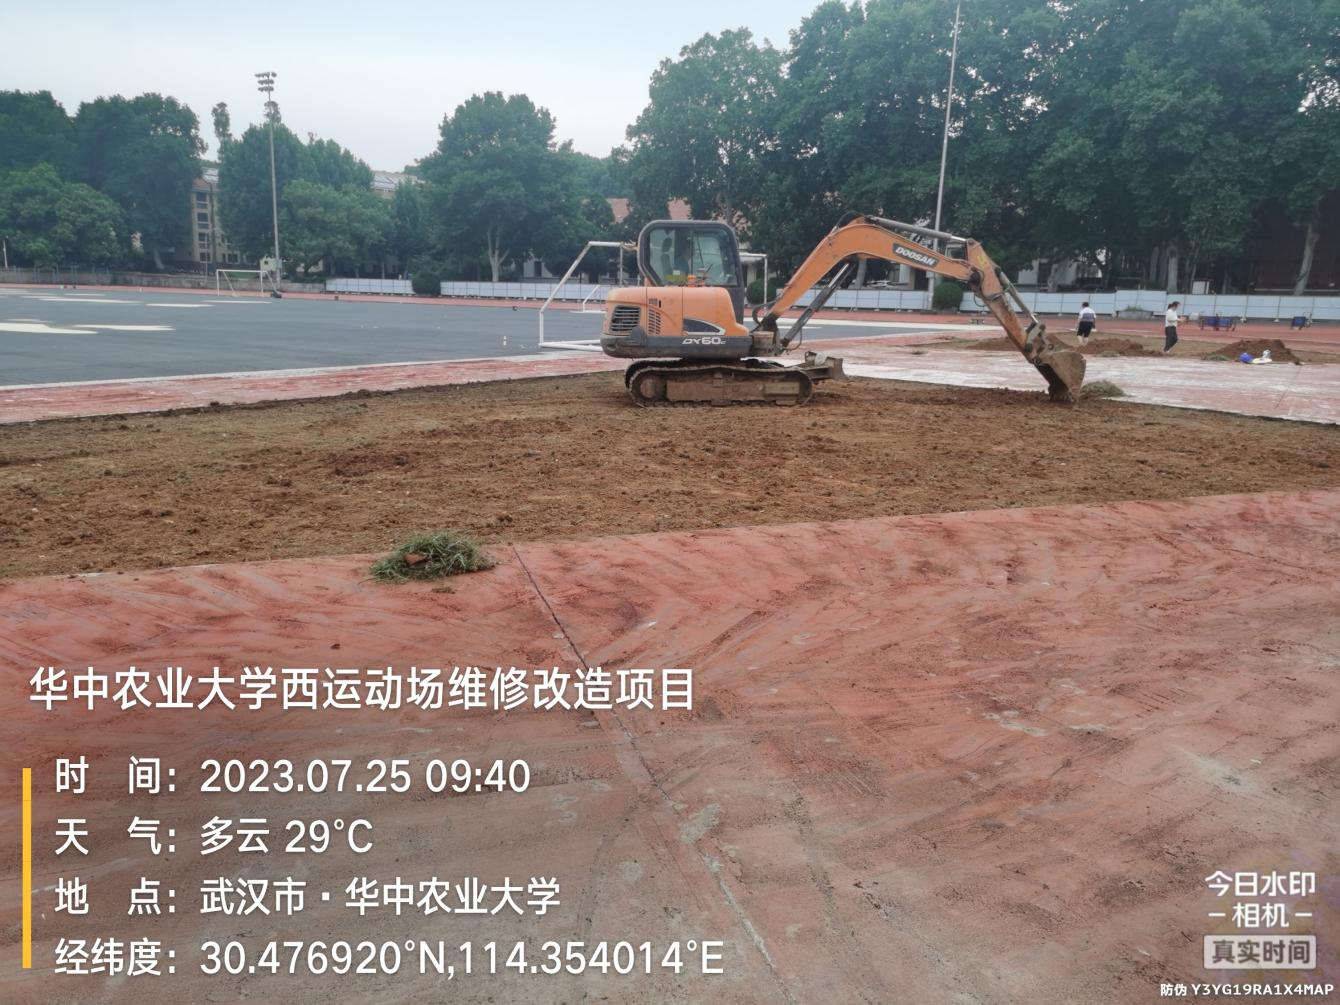 DOOSAN
DX60
华中农业大学西运动场维修改造项目
时 间：2023.07.25 09:40
天 气：多云 29°C
地 点：武汉市·华中农业大学
经纬度：30.476920°N,114.354014°E
今日水印
相机
真实时间
防伪 Y3YG19RA1X4MAP